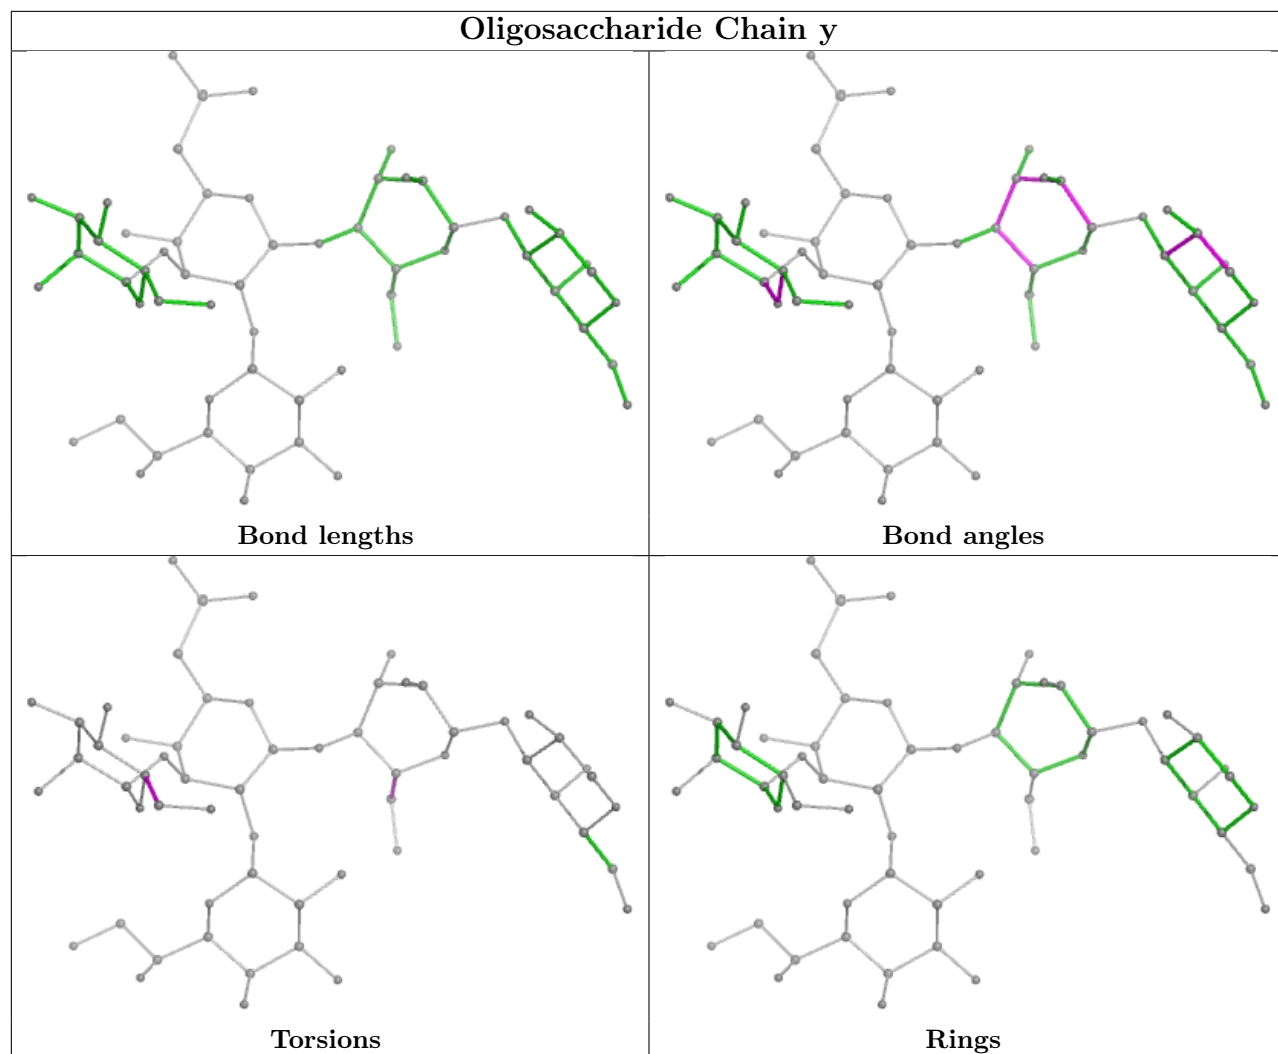 Oligosaccharide Chain y
Bond lengths
Bond angles
Torsions
Rings